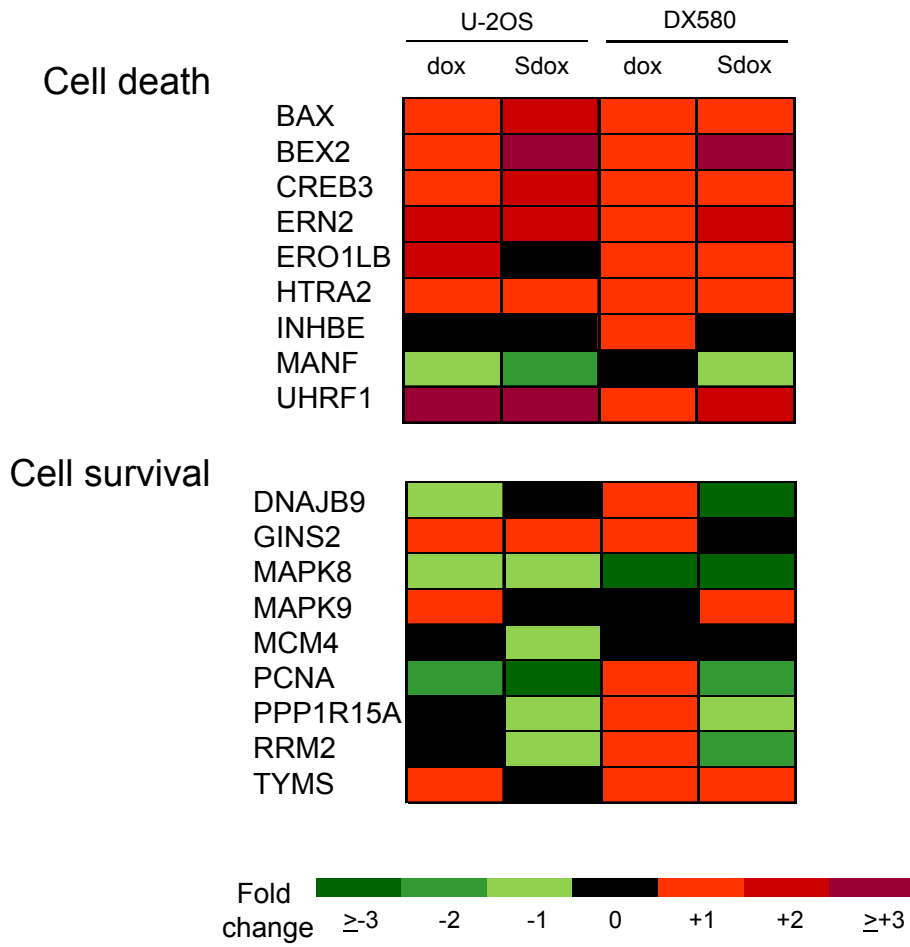 U-2OS DX580
dox Sdox dox Sdox
Cell death
BAX
BEX2
CREB3
ERN2
ERO1LB
HTRA2
INHBE
MANF
UHRF1
Cell survival
DNAJB9
GINS2
MAPK8
MAPK9
MCM4
PCNA
PPP1R15A
RRM2
TYMS
Fold change
≥-3 -2 -1 0 +1 +2 ≥+3